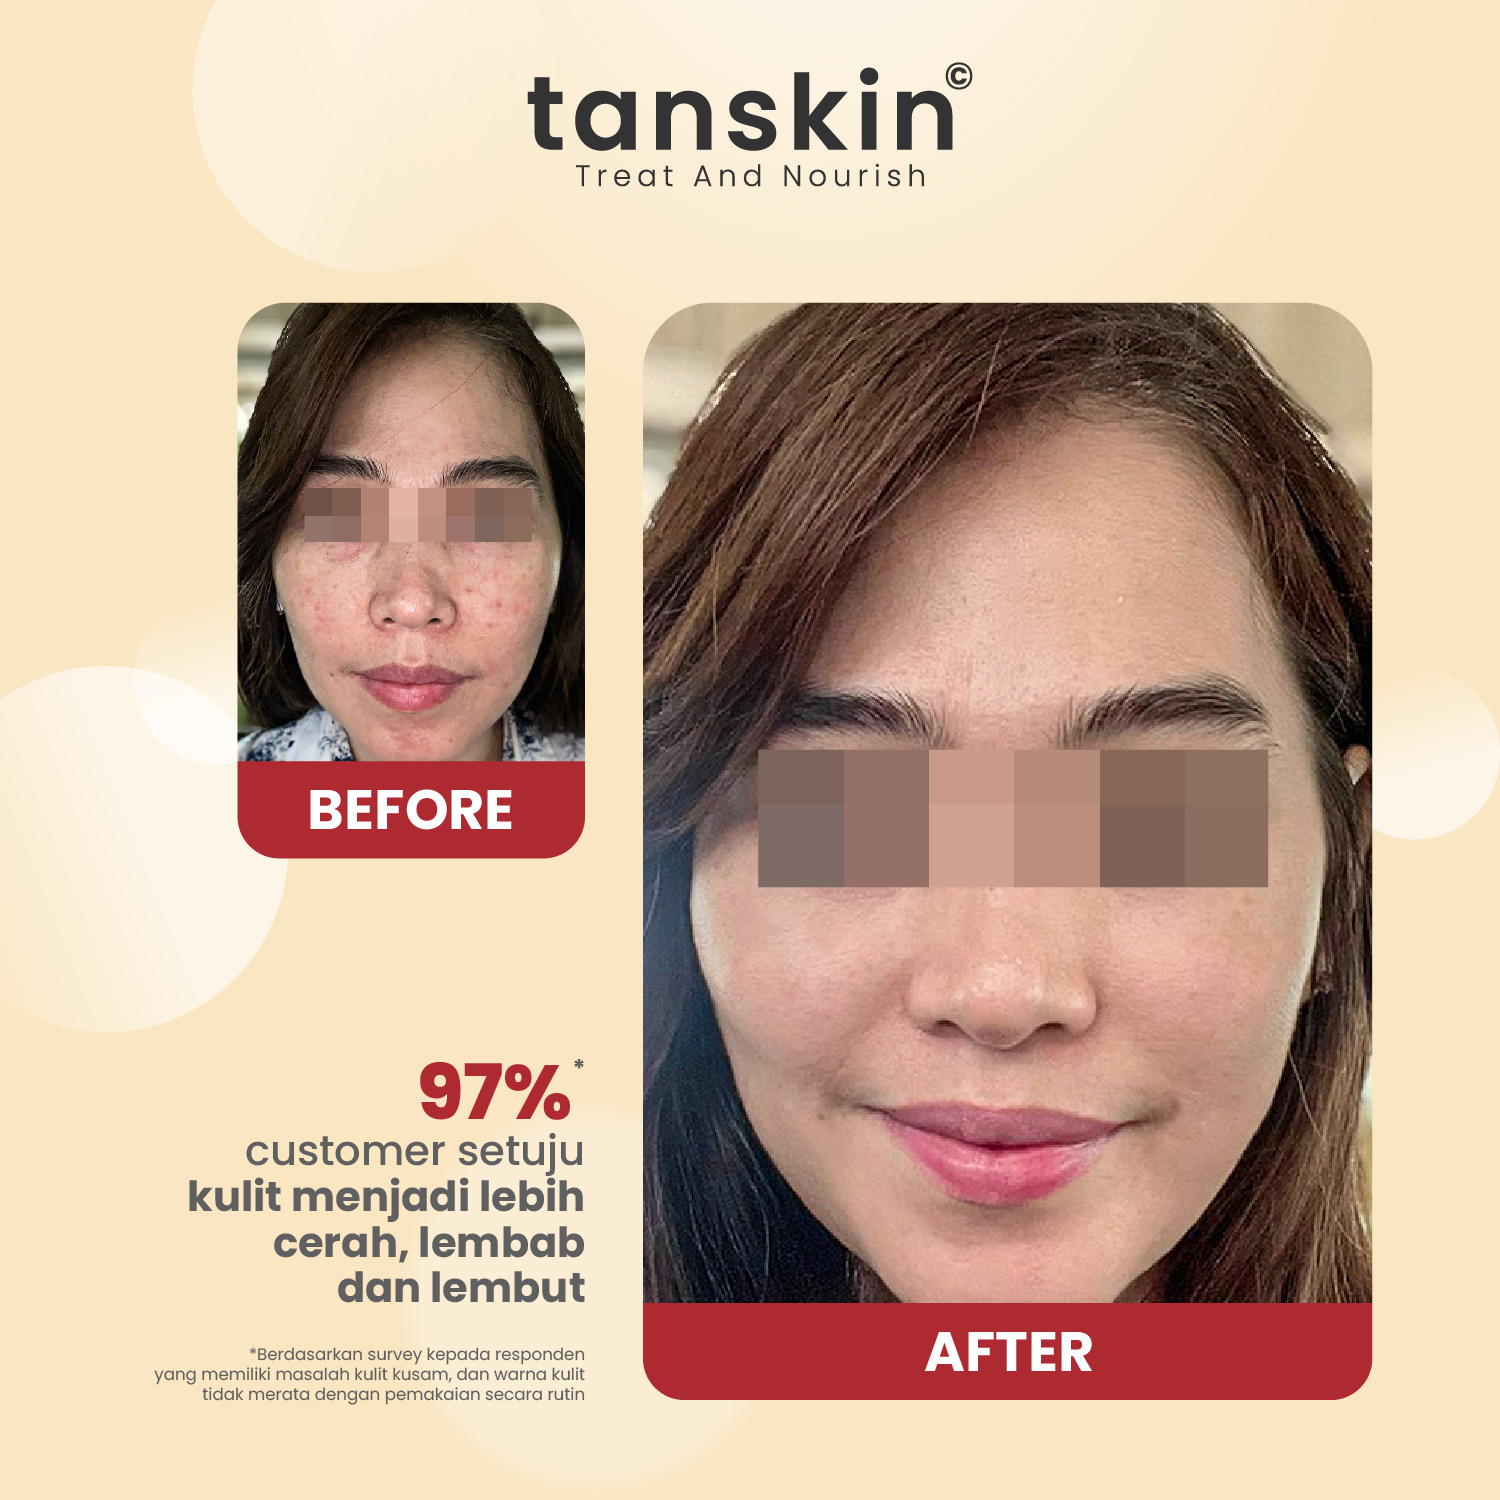 tanskin©
Treat And Nourish
BEFORE
97%*
customer setuju
kulit menjadi lebih
cerah, lembab
dan lembut
*Berdasarkan survey kepada responden
yang memiliki masalah kulit kusam, dan warna kulit
tidak merata dengan pemakaian secara rutin
AFTER